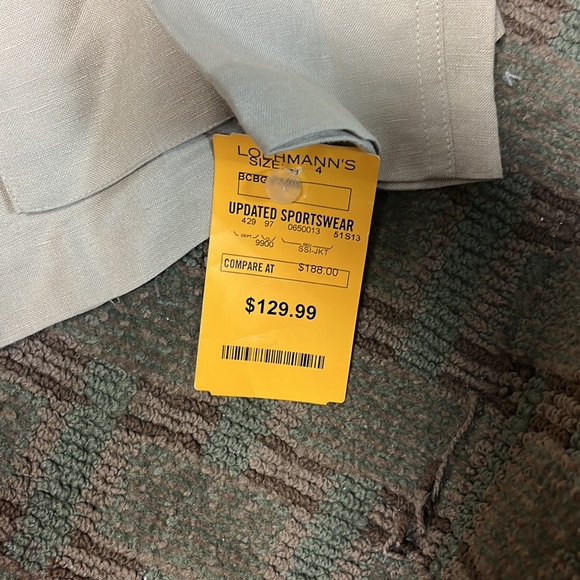 LOEHMANN'S
SIZE: 4
BCBG
UPDATED SPORTSWEAR
429 97 0650013 51S13
DEPT.
9900 SSI-JKT
COMPARE AT $188.00
$129.99